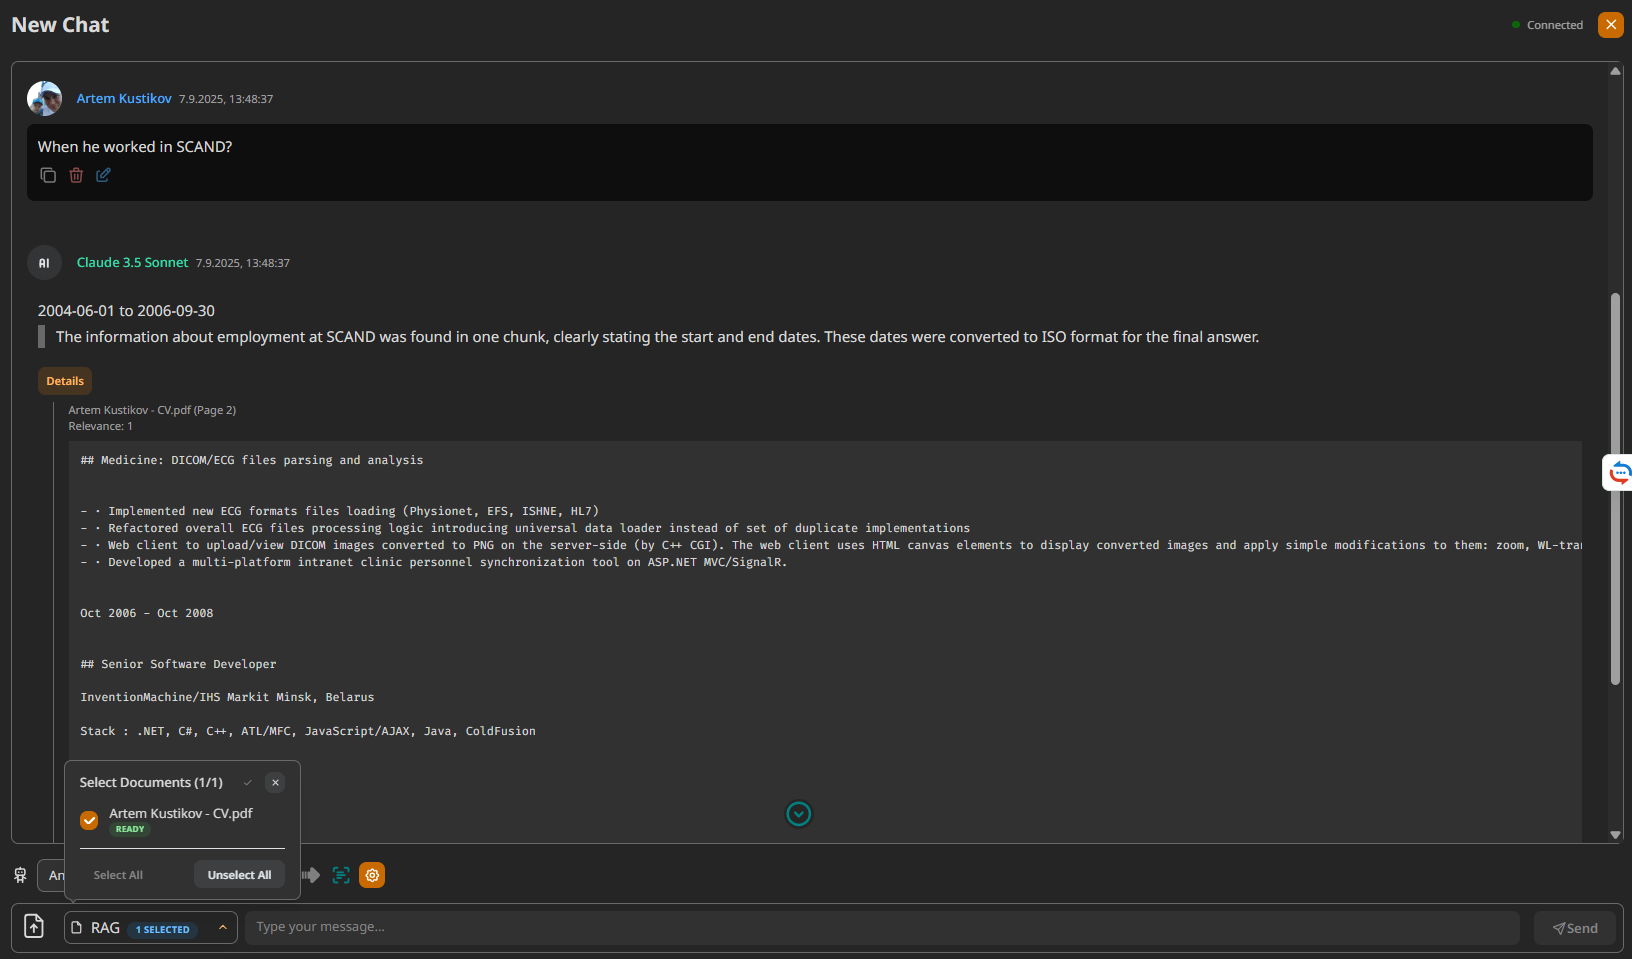 New Chat
Connected
Artem Kustikov 7.9.2025, 13:48:37
When he worked in SCAND?
AI
Claude 3.5 Sonnet 7.9.2025, 13:48:37
2004-06-01 to 2006-09-30
The information about employment at SCAND was found in one chunk, clearly stating the start and end dates. These dates were converted to ISO format for the final answer.
Details
Artem Kustikov - CV.pdf (Page 2)
Relevance: 1
## Medicine: DICOM/ECG files parsing and analysis
- · Implemented new ECG formats files loading (Physionet, EFS, ISHNE, HL7)
- · Refactored overall ECG files processing logic introducing universal data loader instead of set of duplicate implementations
- · Web client to upload/view DICOM images converted to PNG on the server-side (by C++ CGI). The web client uses HTML canvas elements to display converted images and apply simple modifications to them: zoom, WL-tra
- · Developed a multi-platform intranet clinic personnel synchronization tool on ASP.NET MVC/SignalR.
Oct 2006 - Oct 2008
## Senior Software Developer
InventionMachine/IHS Markit Minsk, Belarus
Stack : .NET, C#, C++, ATL/MFC, JavaScript/AJAX, Java, ColdFusion
Select Documents (1/1)
Artem Kustikov - CV.pdf
READY
Select All Unselect All
An
RAG 1 SELECTED
Type your message...
Send